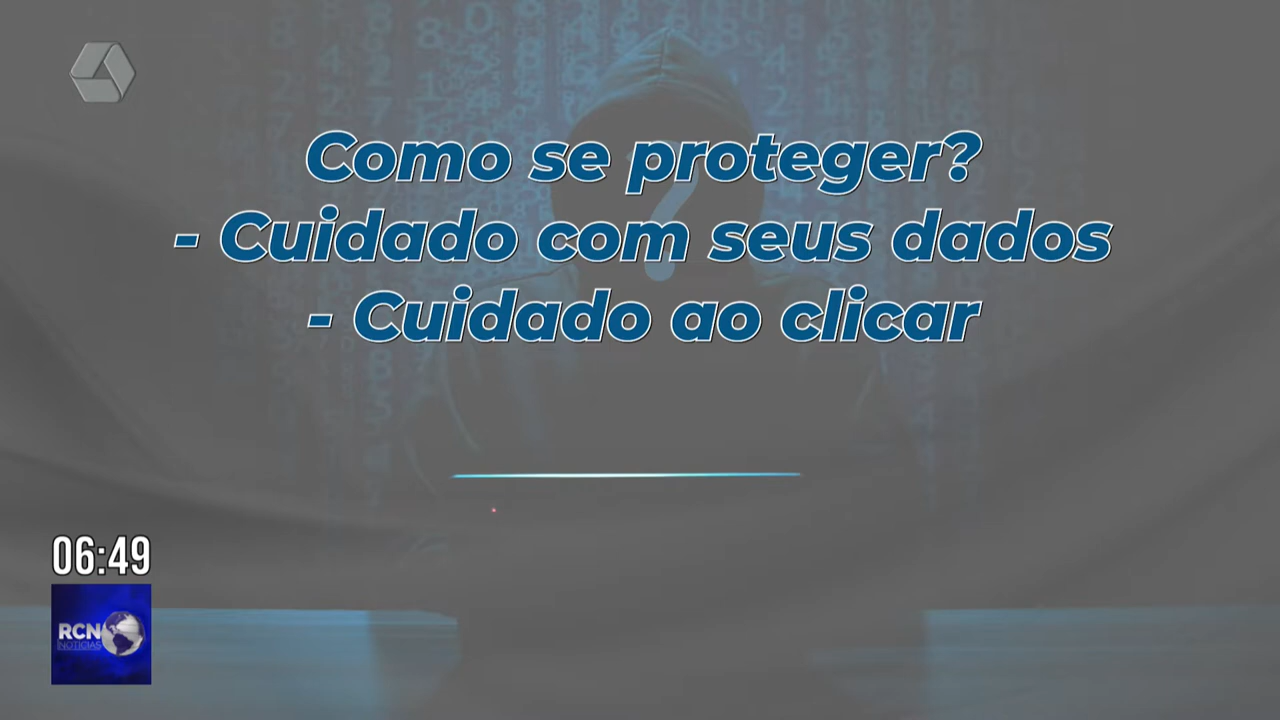 Como se proteger?
- Cuidado com seus dados
- Cuidado ao clicar
06:49
RCN
NOTÍCIAS